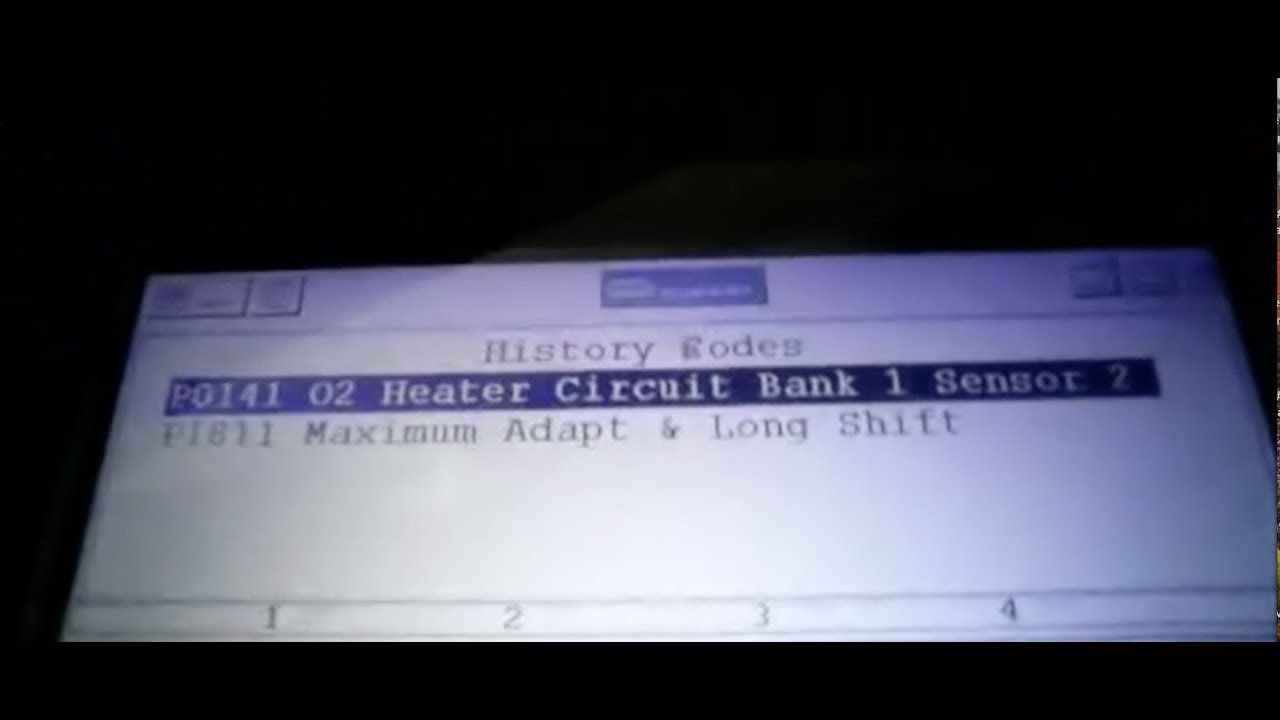 History Codes
P0141 O2 Heater Circuit Bank 1 Sensor 2
P1811 Maximum Adapt & Long Shift
1 2 3 4